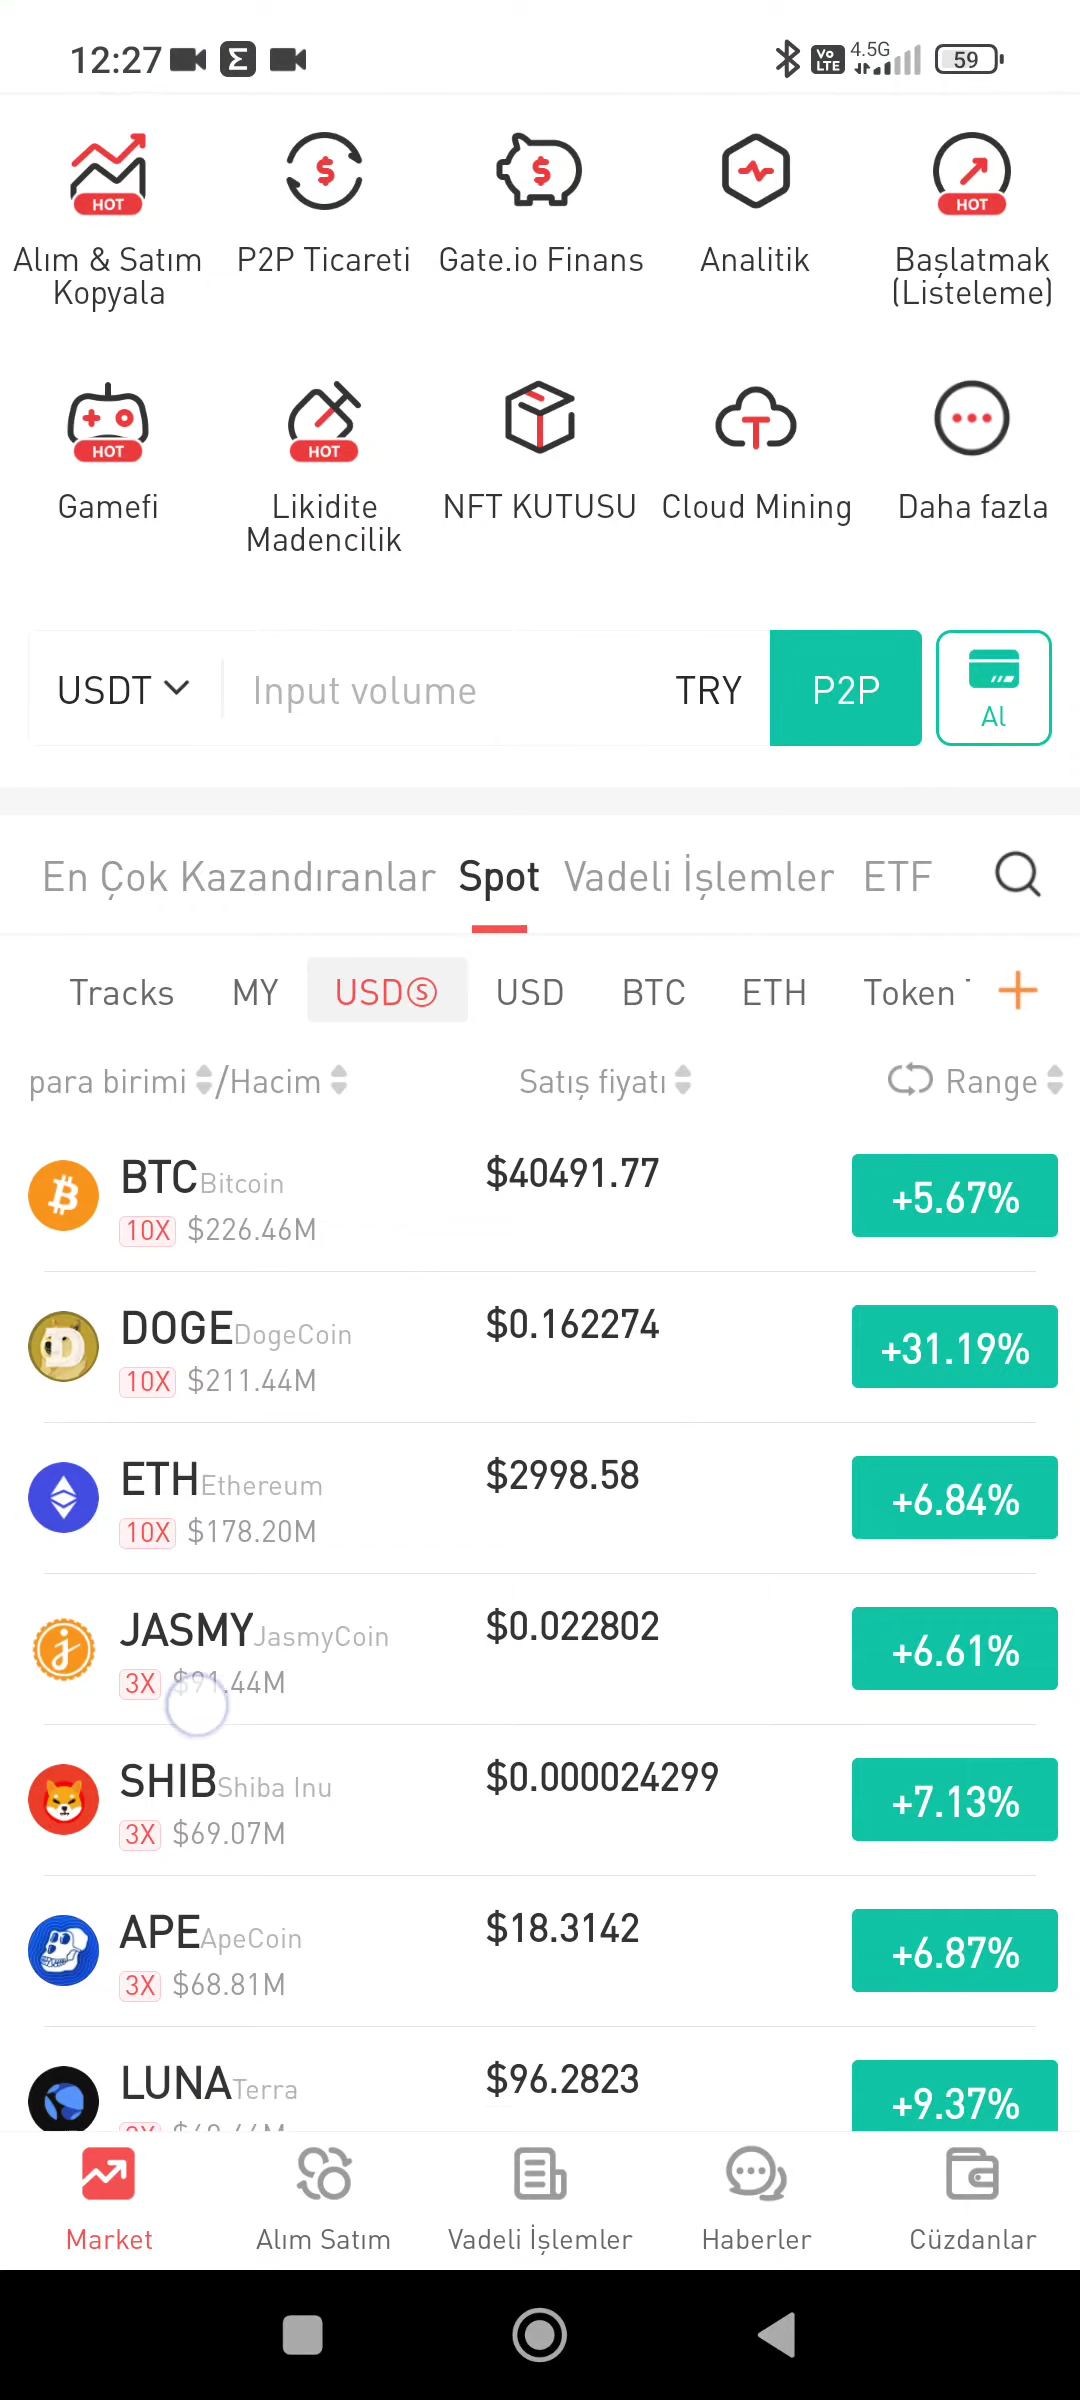 12:27 Σ Vo LTE 4.5G 59
HOT
HOT
Alım & Satım Kopyala
P2P Ticareti
Gate.io Finans
Analitik
Başlatmak (Listeleme)
HOT
HOT
Gamefi
Likidite Madencilik
NFT KUTUSU
Cloud Mining
Daha fazla
USDT Input volume TRY P2P Al
En Çok Kazandıranlar Spot Vadeli İşlemler ETF
Tracks MY USDⓈ USD BTC ETH Token
para birimi /Hacim Satış fiyatı Range
BTC Bitcoin $40491.77 +5.67%
10X $226.46M
DOGE DogeCoin $0.162274 +31.19%
10X $211.44M
ETH Ethereum $2998.58 +6.84%
10X $178.20M
JASMY JasmyCoin $0.022802 +6.61%
3X $91.44M
SHIB Shiba Inu $0.000024299 +7.13%
3X $69.07M
APE ApeCoin $18.3142 +6.87%
3X $68.81M
LUNA Terra $96.2823 +9.37%
Market Alım Satım Vadeli İşlemler Haberler Cüzdanlar